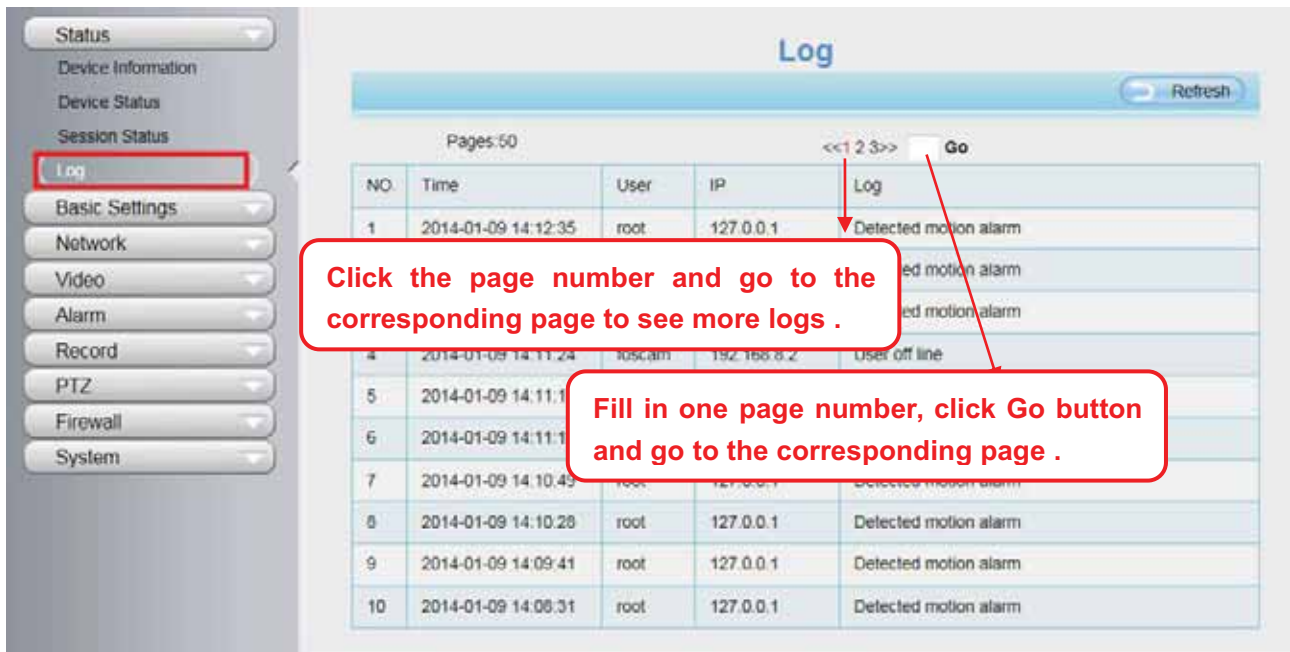 Status
Device Information
Device Status
Session Status
Log
Basic Settings
Network
Video
Alarm
Record
PTZ
Firewall
System
Log
Refresh
Pages:50
<<1 2 3>> Go
NO. Time User IP Log
1 2014-01-09 14:12:35 root 127.0.0.1 Detected motion alarm
Click the page number and go to the
corresponding page to see more logs .
ed motion alarm
ed motion alarm
4 2014-01-09 14:11:24 foscam 192.168.8.2 User off line
5 2014-01-09 14:11:1
6 2014-01-09 14:11:1
Fill in one page number, click Go button
and go to the corresponding page .
7 2014-01-09 14:10:49 root 127.0.0.1 Detected motion alarm
8 2014-01-09 14:10:28 root 127.0.0.1 Detected motion alarm
9 2014-01-09 14:09:41 root 127.0.0.1 Detected motion alarm
10 2014-01-09 14:08:31 root 127.0.0.1 Detected motion alarm